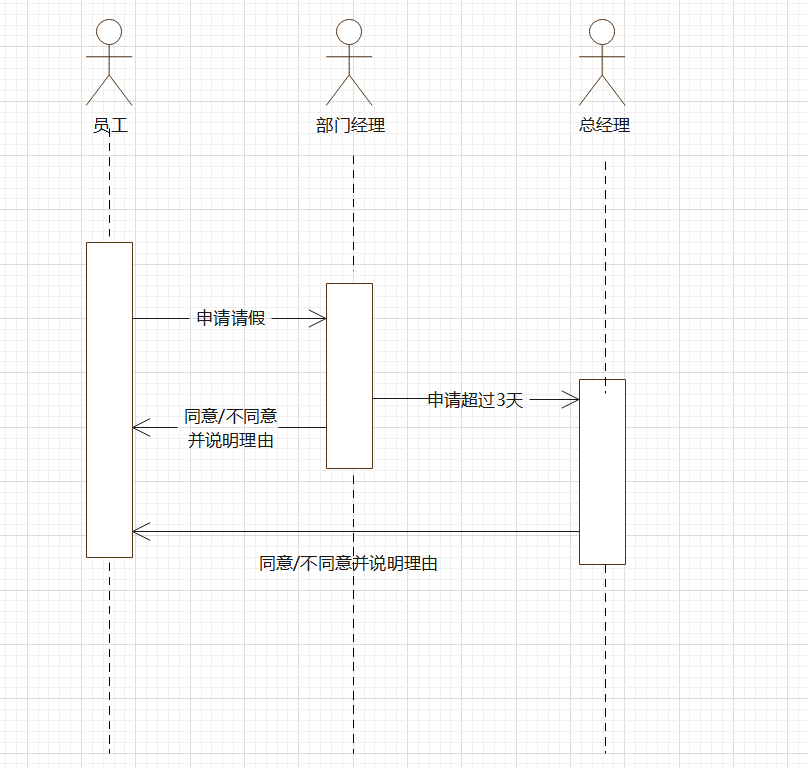 员工
部门经理
总经理
申请请假
申请超过3天
同意/不同意
并说明理由
同意/不同意并说明理由